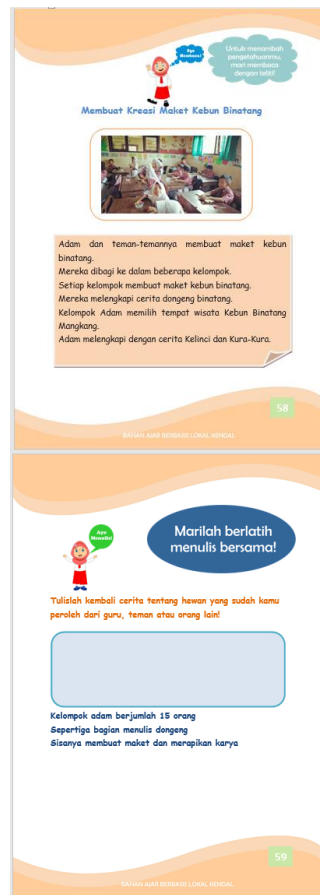 Ayo
Membaca!
Untuk menambah
pengetahuanmu,
mari membaca
dengan teliti!
Membuat Kreasi Maket Kebun Binatang
Adam dan teman-temannya membuat maket kebun
binatang.
Mereka dibagi ke dalam beberapa kelompok.
Setiap kelompok membuat maket kebun binatang.
Mereka melengkapi cerita dongeng binatang.
Kelompok Adam memilih tempat wisata Kebun Binatang
Mangkang.
Adam melengkapi dengan cerita Kelinci dan Kura-Kura.
58
BAHAN AJAR BERBASIS LOKAL KENDAL
Ayo
Menulis!
Marilah berlatih
menulis bersama!
Tulislah kembali cerita tentang hewan yang sudah kamu
peroleh dari guru, teman atau orang lain!
Kelompok adam berjumlah 15 orang
Sepertiga bagian menulis dongeng
Sisanya membuat maket dan merapikan karya
59
BAHAN AJAR BERBASIS LOKAL KENDAL